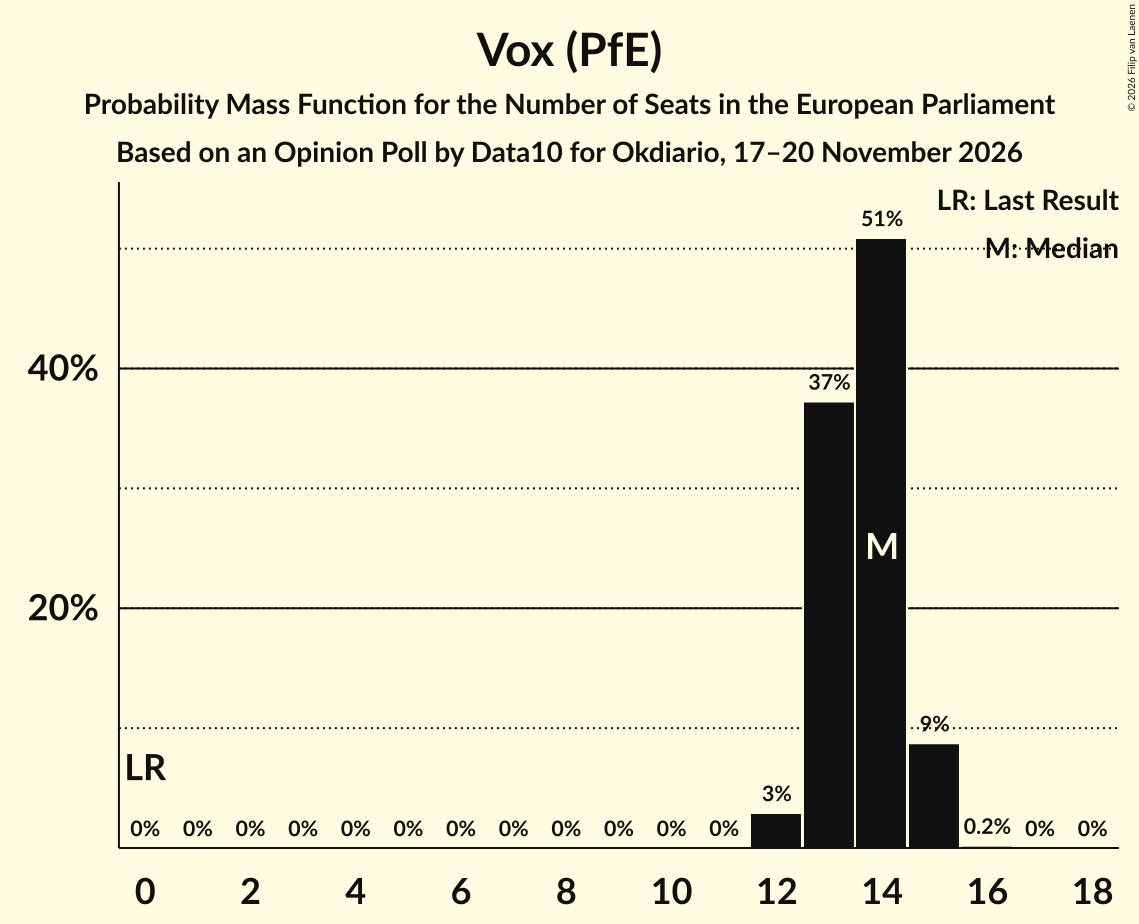 Vox (PfE)
Probability Mass Function for the Number of Seats in the European Parliament
Based on an Opinion Poll by Data10 for Okdiario, 17–20 November 2026
© 2026 Filip van Laenen
LR: Last Result
M: Median
51%
40%
37%
M
20%
9%
LR
3%
0% 0% 0% 0% 0% 0% 0% 0% 0% 0% 0% 0% 0.2% 0% 0%
0 2 4 6 8 10 12 14 16 18